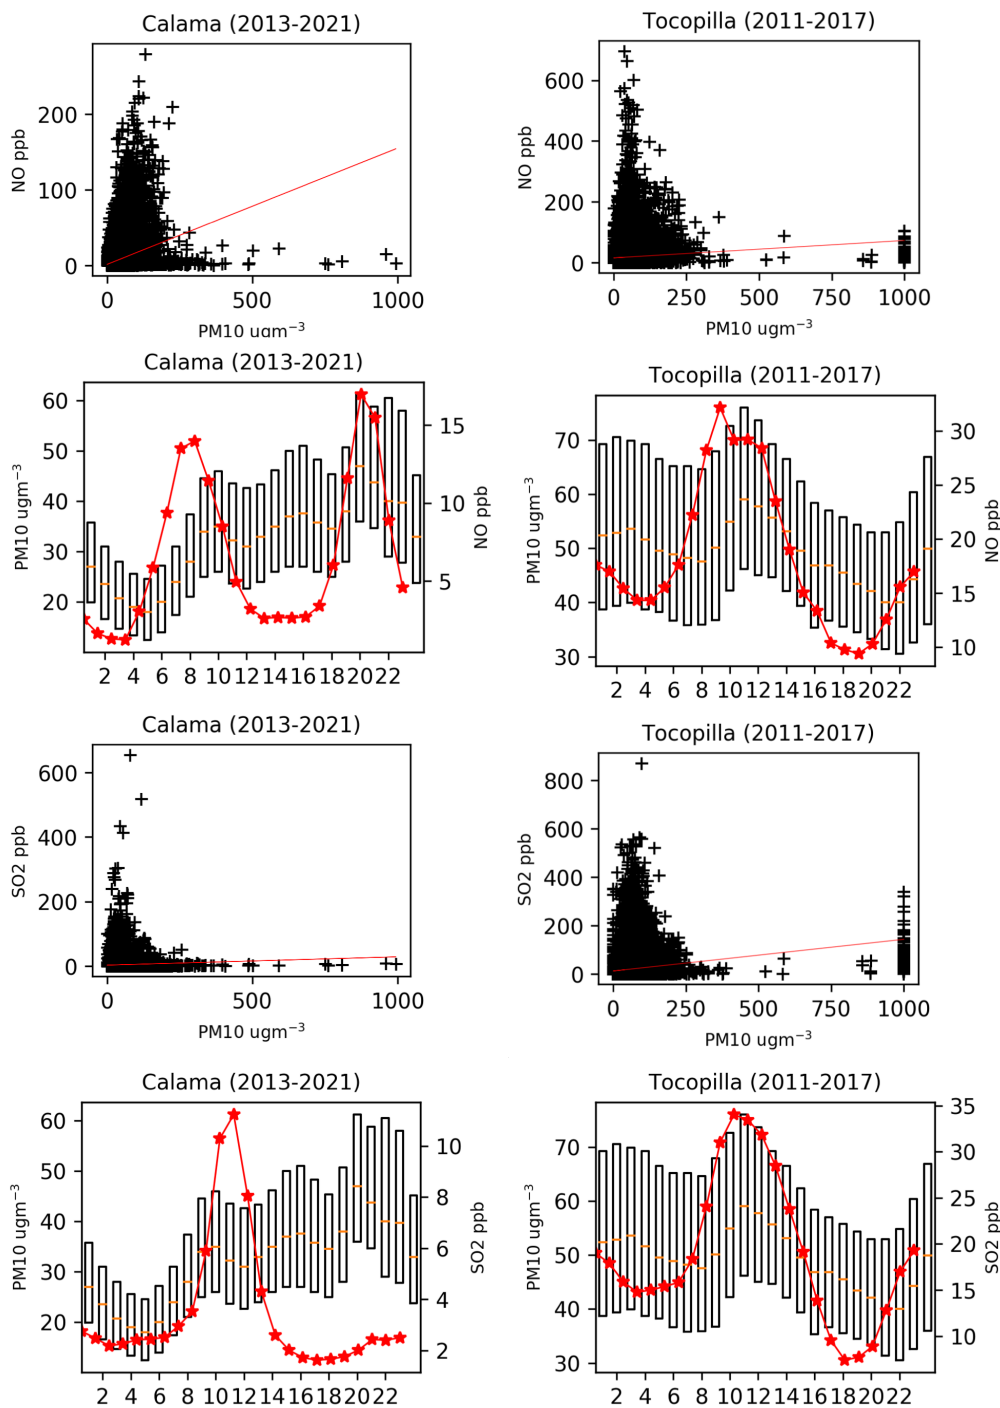 Calama (2013-2021)
NO ppb
200
100
0
0 500 1000
PM10 ugm⁻³
Tocopilla (2011-2017)
NO ppb
600
400
200
0
0 250 500 750 1000
PM10 ugm⁻³
Calama (2013-2021)
PM10 ugm⁻³
60
50
40
30
20
15
10
5
NO ppb
2 4 6 8 10 12 14 16 18 20 22
Tocopilla (2011-2017)
PM10 ugm⁻³
70
60
50
40
30
30
25
20
15
10
NO ppb
2 4 6 8 10 12 14 16 18 20 22
Calama (2013-2021)
SO2 ppb
600
400
200
0
0 500 1000
PM10 ugm⁻³
Tocopilla (2011-2017)
SO2 ppb
800
600
400
200
0
0 250 500 750 1000
PM10 ugm⁻³
Calama (2013-2021)
PM10 ugm⁻³
60
50
40
30
20
10
8
6
4
2
SO2 ppb
2 4 6 8 10 12 14 16 18 20 22
Tocopilla (2011-2017)
PM10 ugm⁻³
70
60
50
40
30
35
30
25
20
15
10
SO2 ppb
2 4 6 8 10 12 14 16 18 20 22